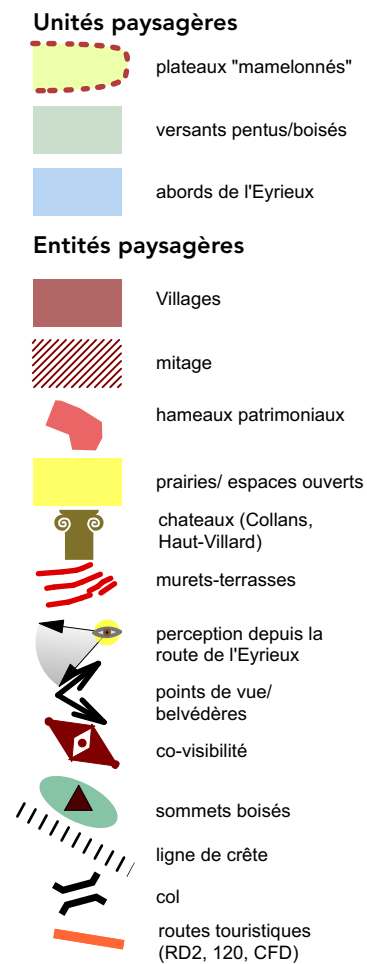 Unités paysagères
plateaux "mamelonnés"
versants pentus/boisés
abords de l'Eyrieux
Entités paysagères
Villages
mitage
hameaux patrimoniaux
prairies/ espaces ouverts
chateaux (Collans,
Haut-Villard)
murets-terrasses
perception depuis la
route de l'Eyrieux
points de vue/
belvédères
co-visibilité
sommets boisés
ligne de crête
col
routes touristiques
(RD2, 120, CFD)